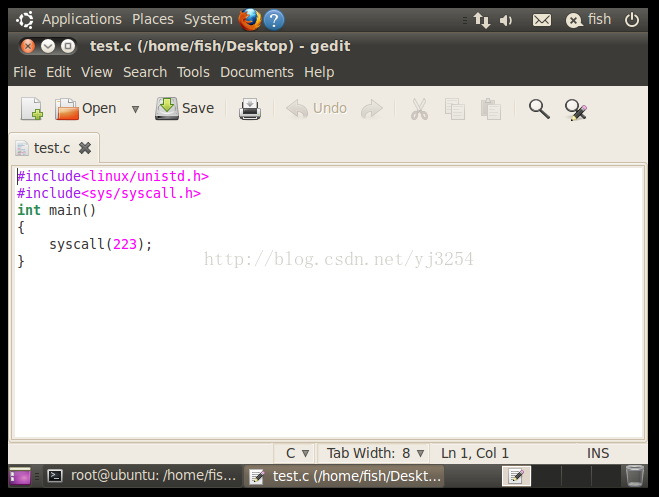 Applications Places System fish
test.c (/home/fish/Desktop) - gedit
File Edit View Search Tools Documents Help
Open Save Undo
test.c
#include<linux/unistd.h>
#include<sys/syscall.h>
int main()
{
    syscall(223);
}
http://blog.csdn.net/yj3254
C Tab Width: 8 Ln 1, Col 1 INS
root@ubuntu: /home/fis... test.c (/home/fish/Deskt...